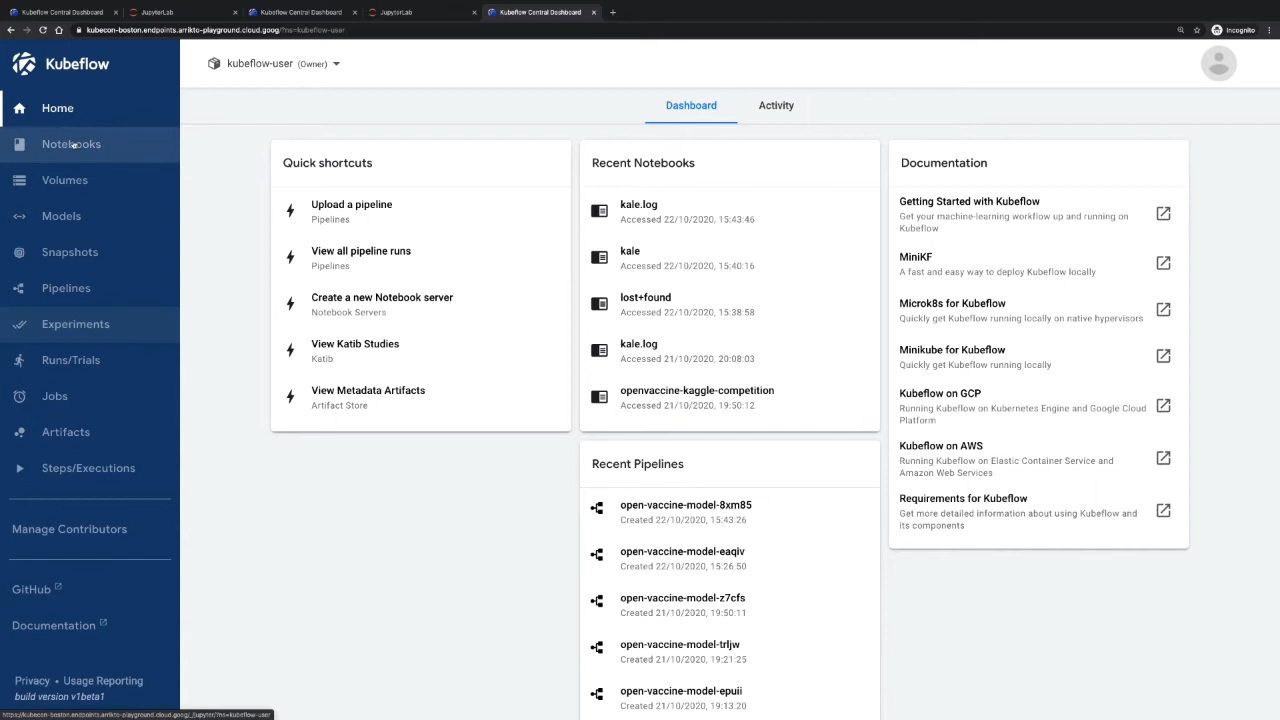 Kubeflow Central Dashboard
JupyterLab
Kubeflow Central Dashboard
JupyterLab
Kubeflow Central Dashboard
kubecon-boston.endpoints.arrikto-playground.cloud.goog/?ns=kubeflow-user
Incognito
Kubeflow
kubeflow-user (Owner)
Home
Notebooks
Volumes
Models
Snapshots
Pipelines
Experiments
Runs/Trials
Jobs
Artifacts
Steps/Executions
Manage Contributors
GitHub
Documentation
Privacy • Usage Reporting
build version v1beta1
https://kubecon-boston.endpoints.arrikto-playground.cloud.goog/_/jupyter/?ns=kubeflow-user
Dashboard
Activity
Quick shortcuts
Upload a pipeline
Pipelines
View all pipeline runs
Pipelines
Create a new Notebook server
Notebook Servers
View Katib Studies
Katib
View Metadata Artifacts
Artifact Store
Recent Notebooks
kale.log
Accessed 22/10/2020, 15:43:46
kale
Accessed 22/10/2020, 15:40:16
lost+found
Accessed 22/10/2020, 15:38:58
kale.log
Accessed 21/10/2020, 20:08:03
openvaccine-kaggle-competition
Accessed 21/10/2020, 19:50:12
Recent Pipelines
open-vaccine-model-8xm85
Created 22/10/2020, 15:43:26
open-vaccine-model-eaqiv
Created 22/10/2020, 15:26:50
open-vaccine-model-z7cfs
Created 21/10/2020, 19:50:11
open-vaccine-model-trljw
Created 21/10/2020, 19:21:25
open-vaccine-model-epuii
Created 21/10/2020, 19:13:20
Documentation
Getting Started with Kubeflow
Get your machine-learning workflow up and running on
Kubeflow
MiniKF
A fast and easy way to deploy Kubeflow locally
Microk8s for Kubeflow
Quickly get Kubeflow running locally on native hypervisors
Minikube for Kubeflow
Quickly get Kubeflow running locally
Kubeflow on GCP
Running Kubeflow on Kubernetes Engine and Google Cloud
Platform
Kubeflow on AWS
Running Kubeflow on Elastic Container Service and
Amazon Web Services
Requirements for Kubeflow
Get more detailed information about using Kubeflow and
its components